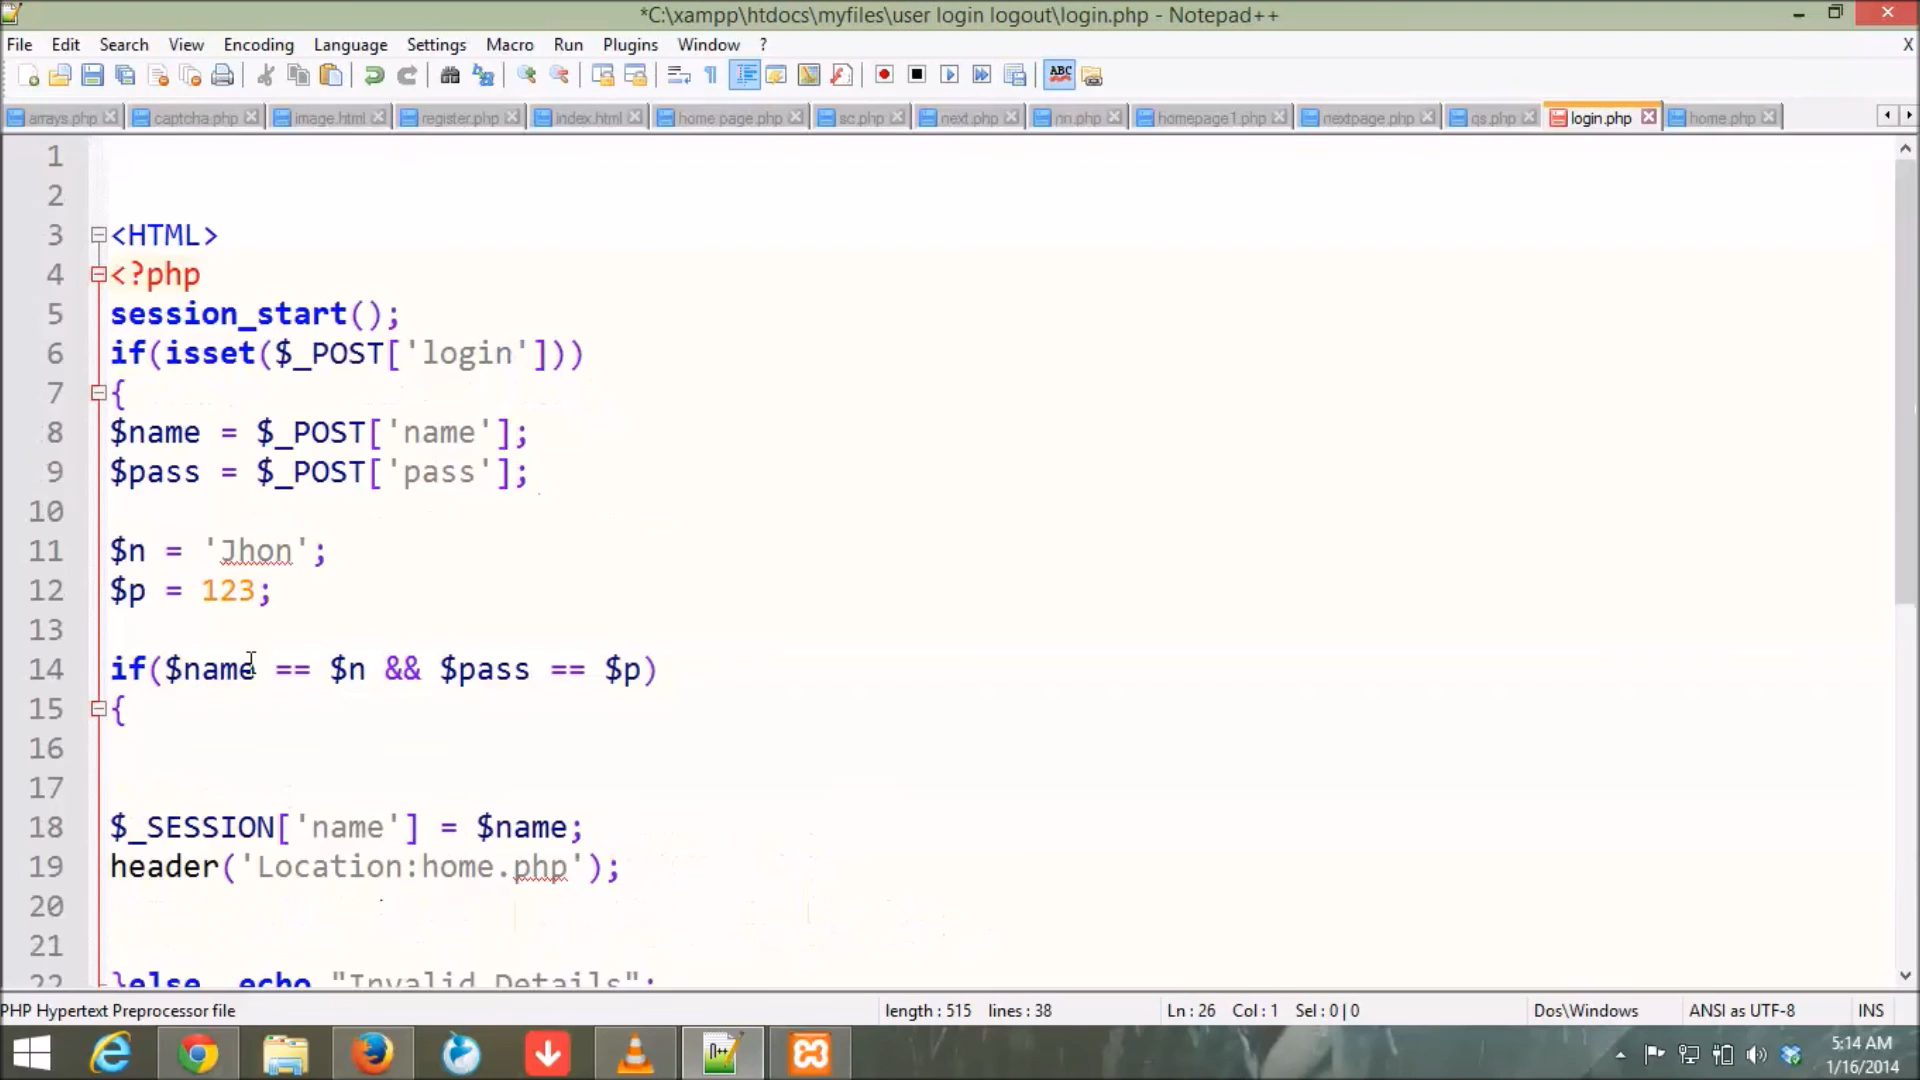 *C:\xampp\htdocs\myfiles\user login logout\login.php - Notepad++
File Edit Search View Encoding Language Settings Macro Run Plugins Window ? X
ABC
arrays.php captcha.php image.html register.php index.html home page.php sc.php next.php nn.php homepage1.php nextpage.php qs.php login.php home.php
1
2
3 <HTML>
4 <?php
5 session_start();
6 if(isset($_POST['login']))
7 {
8 $name = $_POST['name'];
9 $pass = $_POST['pass'];
10
11 $n = 'Jhon';
12 $p = 123;
13
14 if($name == $n && $pass == $p)
15 {
16
17
18 $_SESSION['name'] = $name;
19 header('Location:home.php');
20
21
22 }else echo "Invalid Details";
PHP Hypertext Preprocessor file length : 515 lines : 38 Ln : 26 Col : 1 Sel : 0 | 0 Dos\Windows ANSI as UTF-8 INS
5:14 AM
1/16/2014